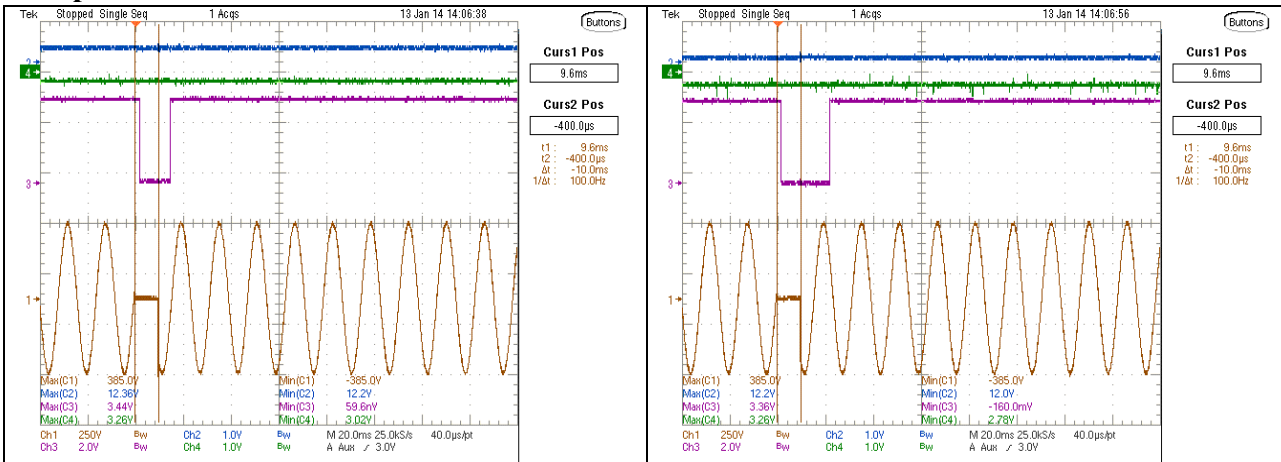 Tek Stopped Single Seq 1 Acqs 13 Jan 14 14:06:38
Buttons
Curs1 Pos
9.6ms
Curs2 Pos
-400.0µs
t1: 9.6ms
t2: -400.0µs
Δt: -10.0ms
1/Δt: 100.0Hz
2
4
3
1
Max(C1) 385.0V Min(C1) -385.0V
Max(C2) 12.36V Min(C2) 12.2V
Max(C3) 3.44V Min(C3) 59.6nV
Max(C4) 3.26V Min(C4) 3.02V
Ch1 250V Bw Ch2 1.0V Bw M 20.0ms 25.0kS/s 40.0µs/pt
Ch3 2.0V Bw Ch4 1.0V Bw A Aux ∫ 3.0V
Tek Stopped Single Seq 1 Acqs 13 Jan 14 14:06:56
Buttons
Curs1 Pos
9.6ms
Curs2 Pos
-400.0µs
t1: 9.6ms
t2: -400.0µs
Δt: -10.0ms
1/Δt: 100.0Hz
2
4
3
1
Max(C1) 385.0V Min(C1) -385.0V
Max(C2) 12.2V Min(C2) 12.0V
Max(C3) 3.36V Min(C3) -160.0mV
Max(C4) 3.26V Min(C4) 2.78V
Ch1 250V Bw Ch2 1.0V Bw M 20.0ms 25.0kS/s 40.0µs/pt
Ch3 2.0V Bw Ch4 1.0V Bw A Aux ∫ 3.0V